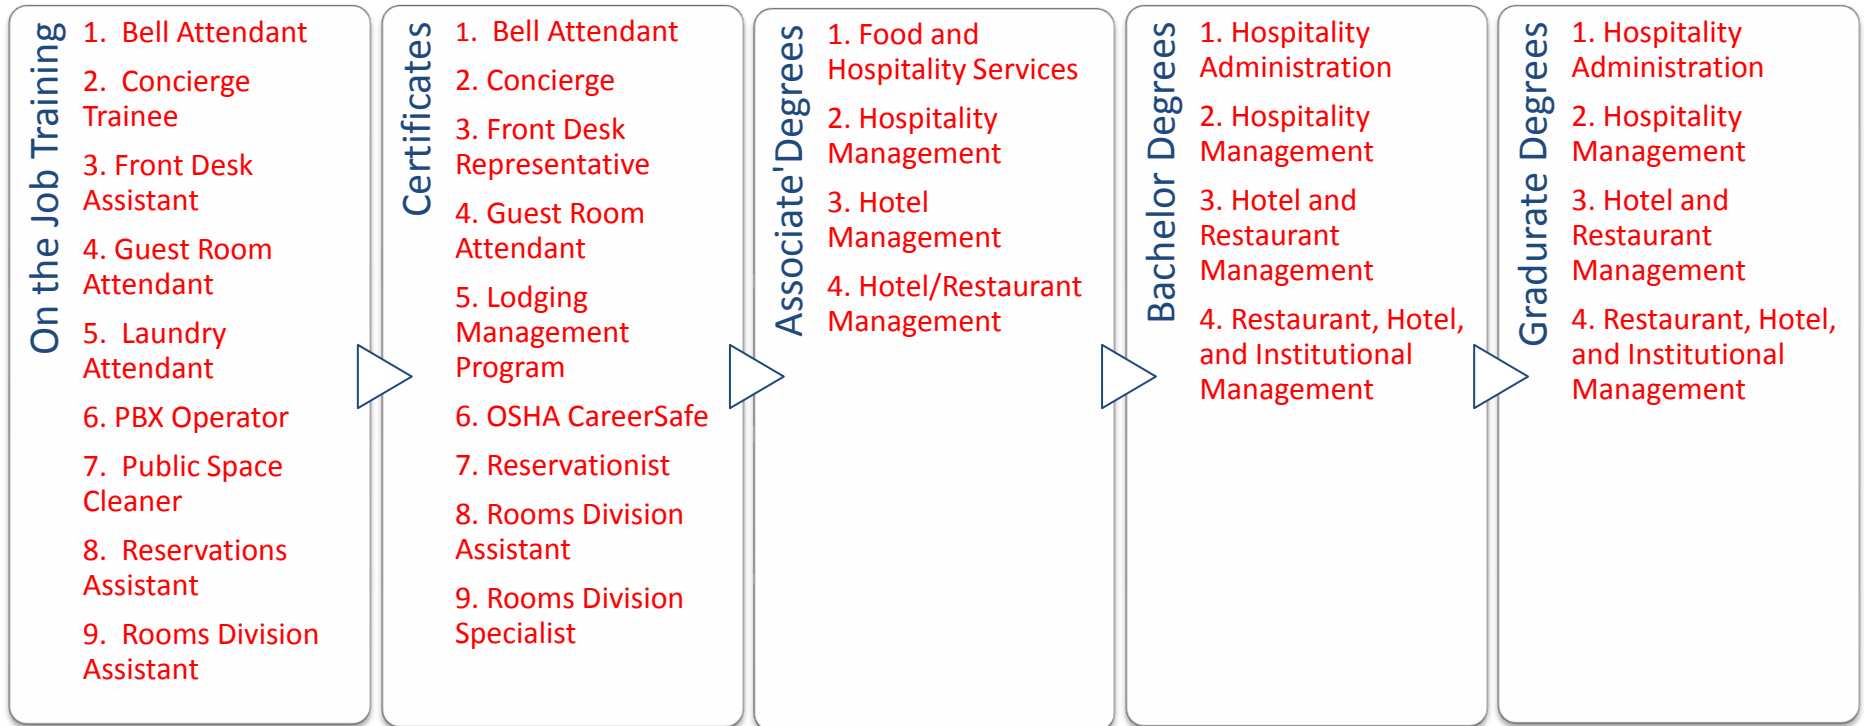 On the Job Training
1. Bell Attendant
2. Concierge
Trainee
3. Front Desk
Assistant
4. Guest Room
Attendant
5. Laundry
Attendant
6. PBX Operator
7. Public Space
Cleaner
8. Reservations
Assistant
9. Rooms Division
Assistant
Certificates
1. Bell Attendant
2. Concierge
3. Front Desk
Representative
4. Guest Room
Attendant
5. Lodging
Management
Program
6. OSHA CareerSafe
7. Reservationist
8. Rooms Division
Assistant
9. Rooms Division
Specialist
Associate'Degrees
1. Food and
Hospitality Services
2. Hospitality
Management
3. Hotel
Management
4. Hotel/Restaurant
Management
Bachelor Degrees
1. Hospitality
Administration
2. Hospitality
Management
3. Hotel and
Restaurant
Management
4. Restaurant, Hotel,
and Institutional
Management
Gradurate Degrees
1. Hospitality
Administration
2. Hospitality
Management
3. Hotel and
Restaurant
Management
4. Restaurant, Hotel,
and Institutional
Management